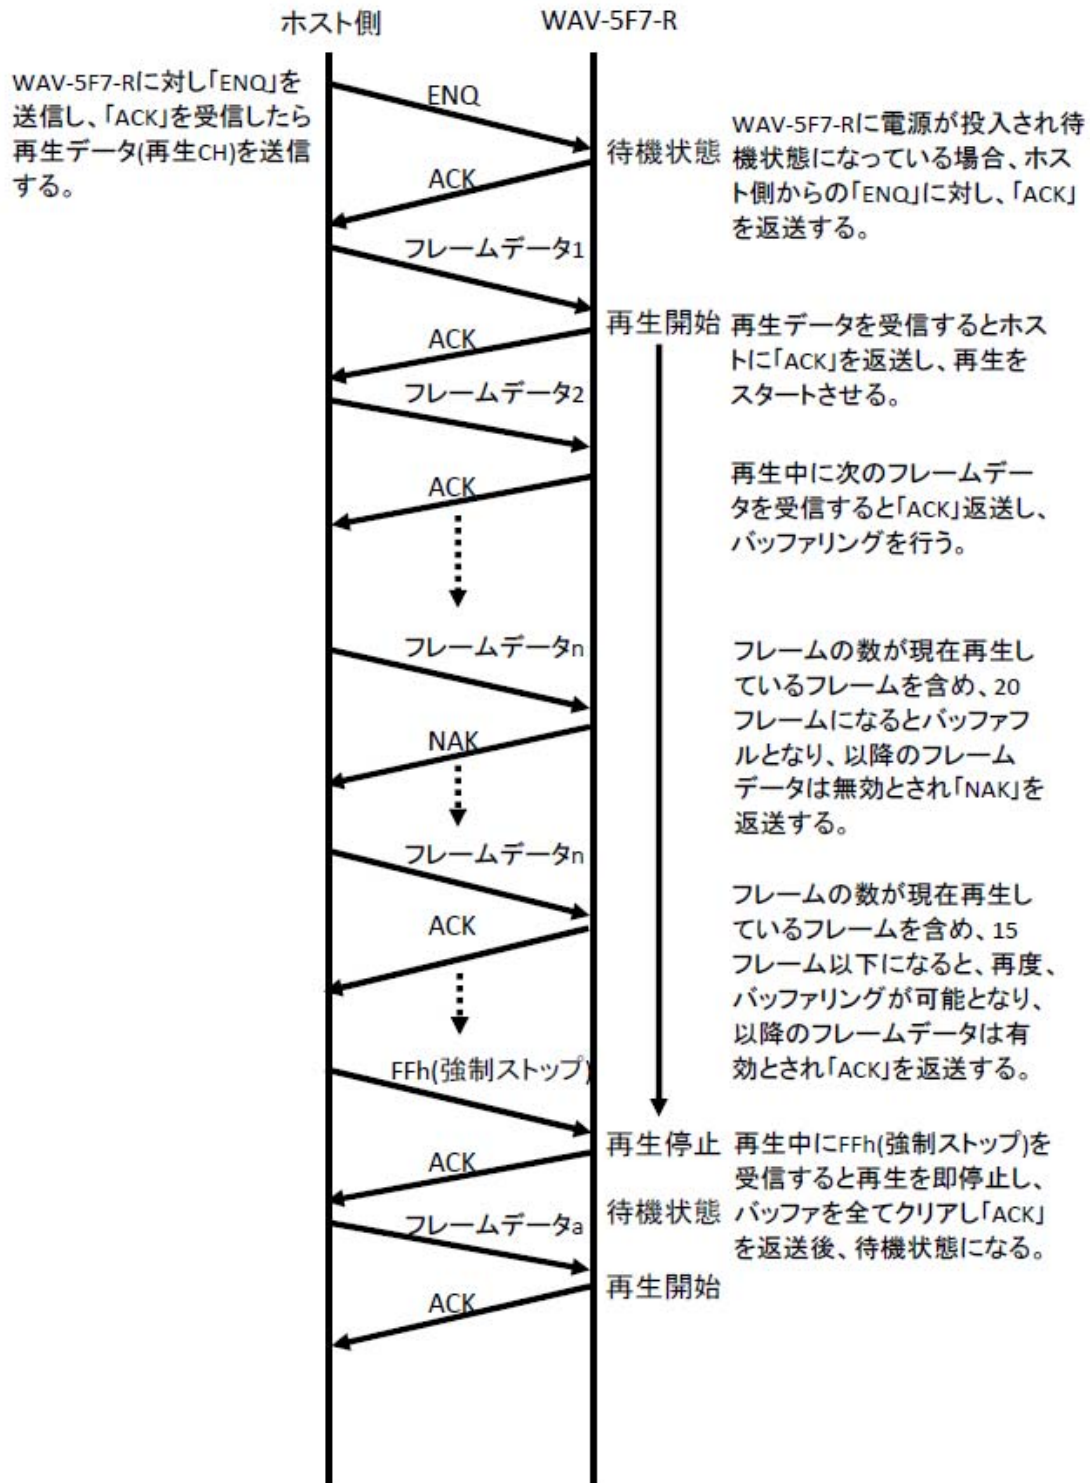 ホスト側
WAV-5F7-R
WAV-5F7-Rに対し「ENQ」を
送信し、「ACK」を受信したら
再生データ(再生CH)を送信
する。
ENQ
待機状態
WAV-5F7-Rに電源が投入され待
機状態になっている場合、ホス
ト側からの「ENQ」に対し、「ACK」
を返送する。
ACK
フレームデータ1
再生開始
再生データを受信するとホス
トに「ACK」を返送し、再生を
スタートさせる。
ACK
フレームデータ2
ACK
再生中に次のフレームデー
タを受信すると「ACK」返送し、
バッファリングを行う。
フレームデータn
NAK
フレームの数が現在再生し
ているフレームを含め、20
フレームになるとバッファフ
ルとなり、以降のフレーム
データは無効とされ「NAK」を
返送する。
フレームデータn
ACK
フレームの数が現在再生し
ているフレームを含め、15
フレーム以下になると、再度、
バッファリングが可能となり、
以降のフレームデータは有
効とされ「ACK」を返送する。
FFh(強制ストップ)
再生停止
ACK
待機状態
再生中にFFh(強制ストップ)を
受信すると再生を即停止し、
バッファを全てクリアし「ACK」
を返送後、待機状態になる。
フレームデータa
再生開始
ACK